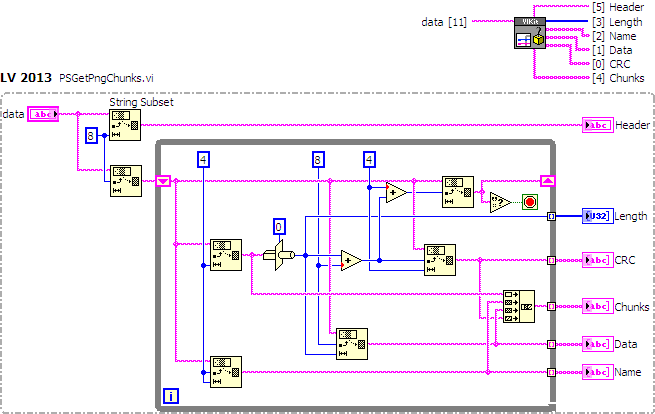 [5] Header
data [11]
ViKit
[3] Length
[2] Name
[1] Data
[0] CRC
[4] Chunks
LV 2013 PSGetPngChunks.vi
String Subset
data
abc
8
abc
Header
4
8
4
0
U32
Length
abc
CRC
abc
Chunks
abc
Data
abc
Name
i